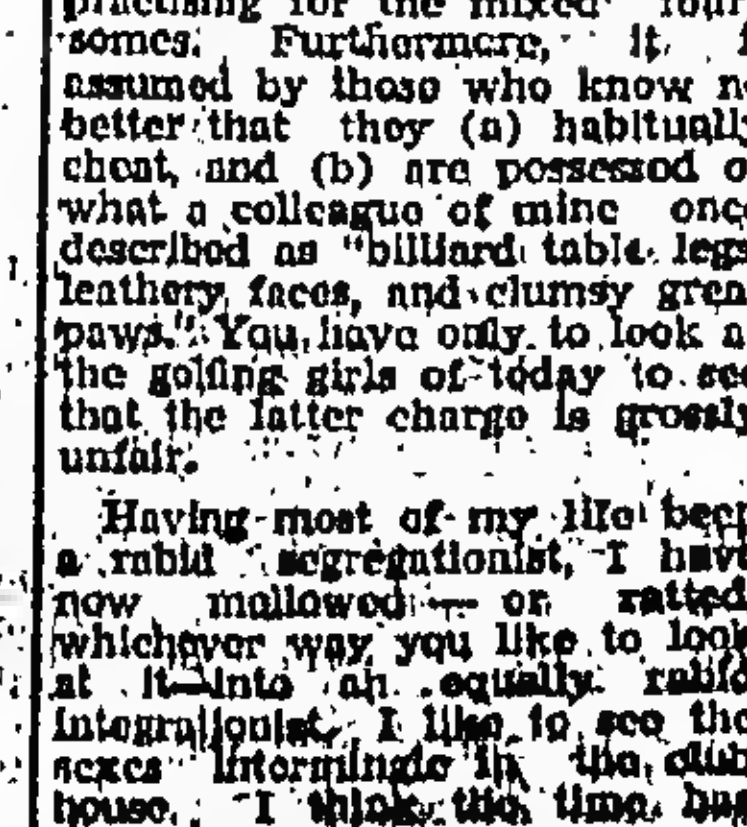 practising for the mixed four-
somes. Furthermore, it
assumed by those who know
better that they (a) habitually
cheat, and (b) are possessed
what a colleague of mine once
described as "billiard table legs
leathery faces, and clumsy great
paws." You have only to look
the golfing girls of today to see
that the latter charge is grossly
unfair.
Having most of my life been
a rabid segregationist, I have
now mellowed — or ratted,
whichever way you like to look
at it—into an equally rabid
integrationist. I like to see the
sexes intermingle in the club
house. I think the time has